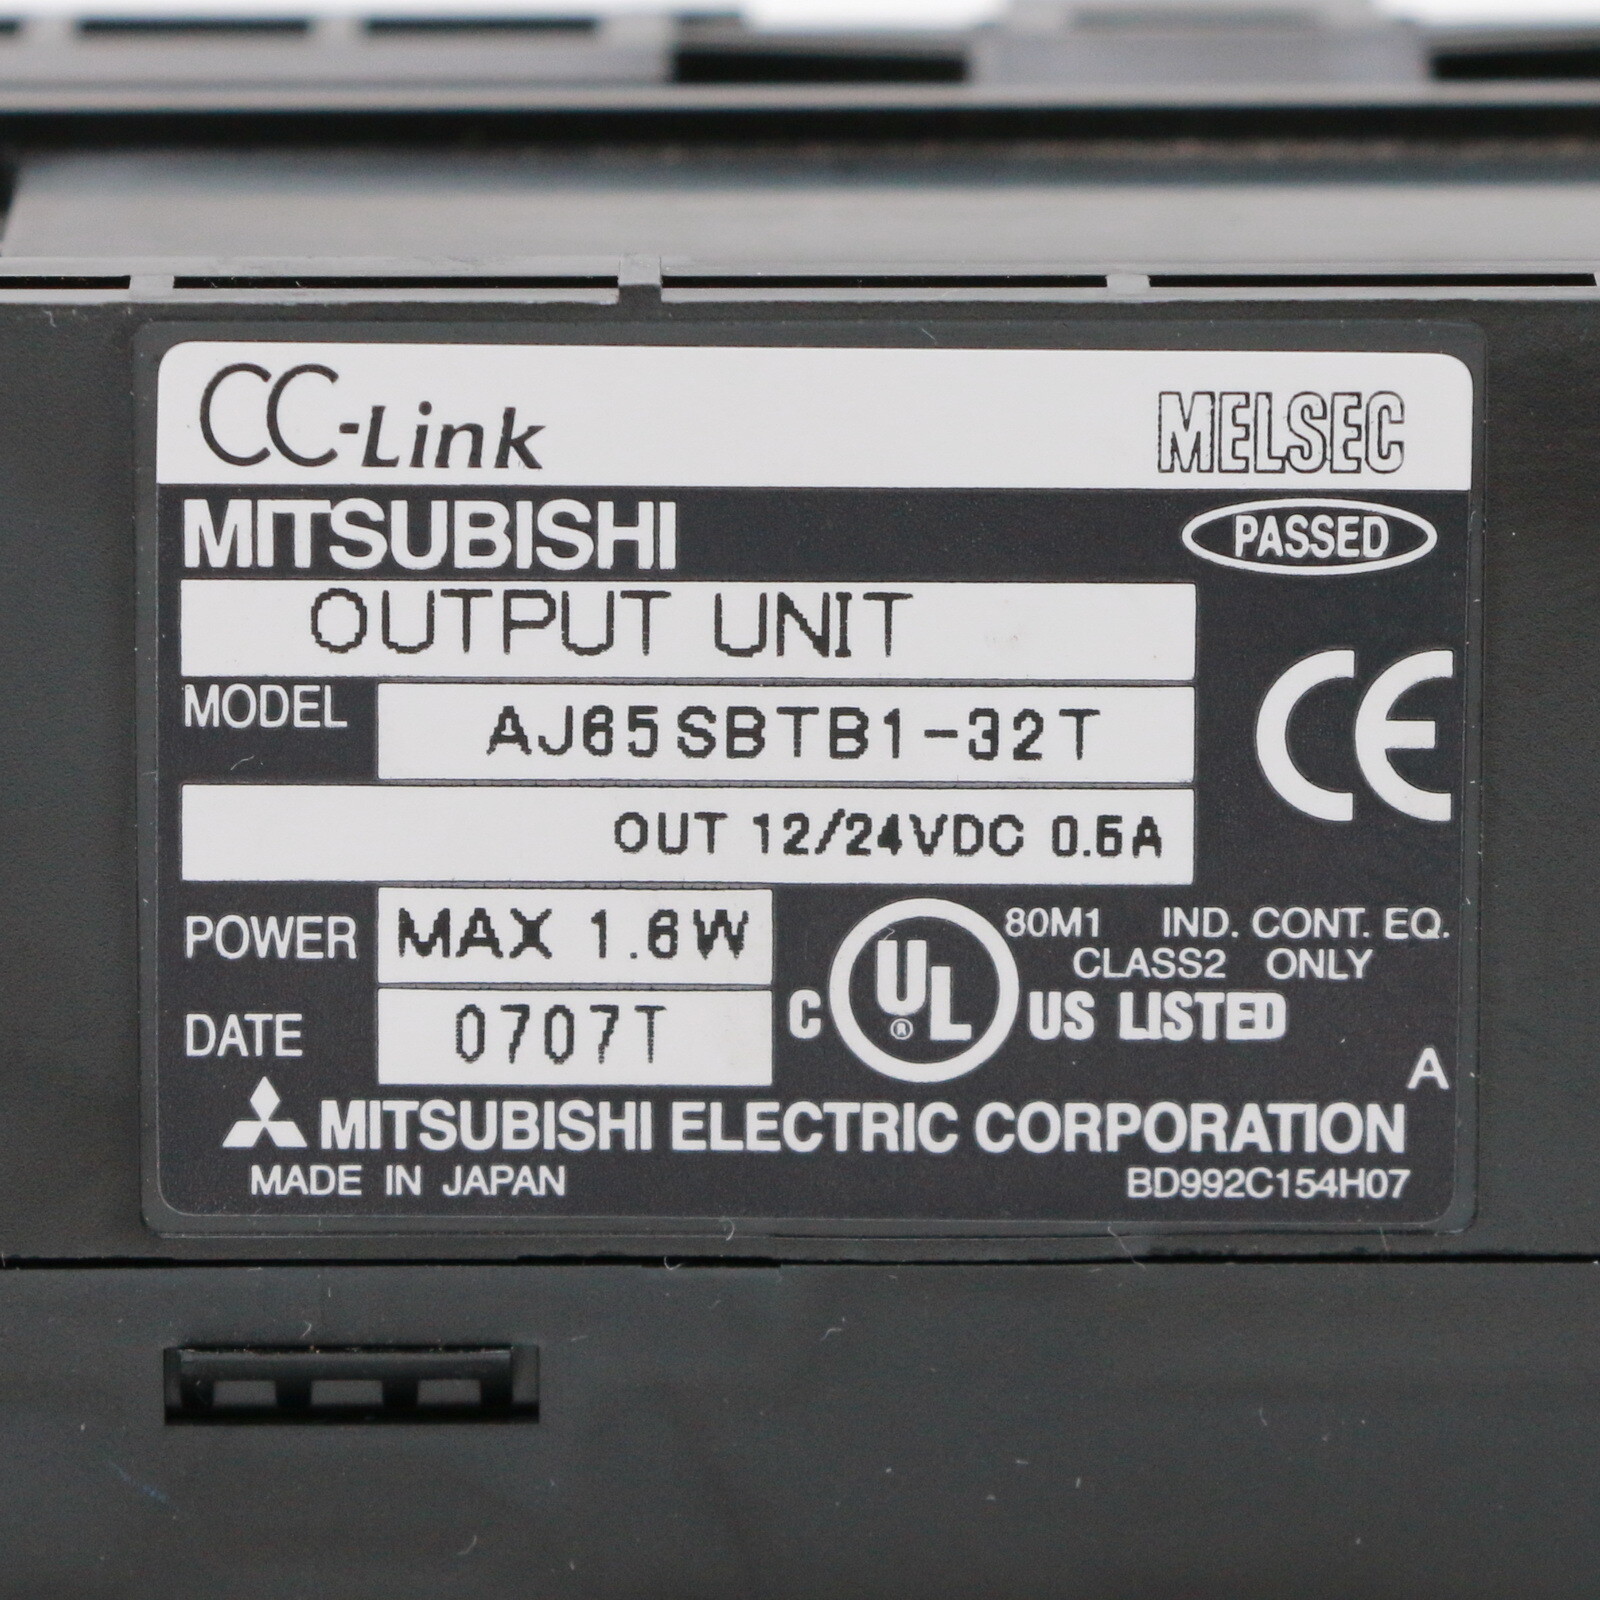 CC-Link MELSEC
MITSUBISHI PASSED
OUTPUT UNIT
MODEL AJ65SBTB1-32T
CE
OUT 12/24VDC 0.5A
POWER MAX 1.6W
80M1 IND. CONT. EQ.
CLASS2 ONLY
DATE 0707T
C UL ® US LISTED
A
MITSUBISHI ELECTRIC CORPORATION
MADE IN JAPAN BD992C154H07